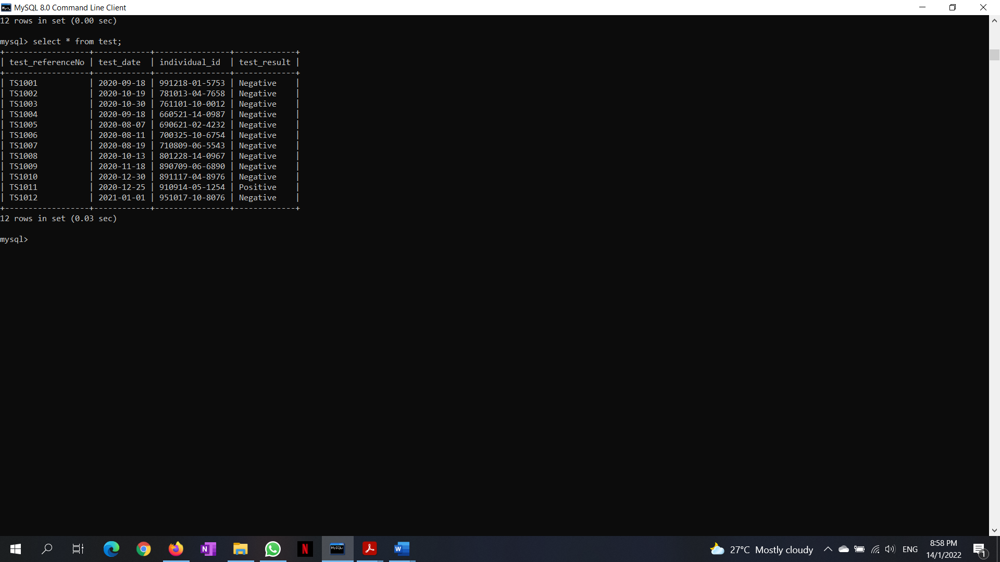 MySQL 8.0 Command Line Client
12 rows in set (0.00 sec)
mysql> select * from test;
+------------------+------------+----------------+-------------+
| test_referenceNo | test_date  | individual_id  | test_result |
+------------------+------------+----------------+-------------+
| TS1001           | 2020-09-18 | 991218-01-5753 | Negative    |
| TS1002           | 2020-10-19 | 781013-04-7658 | Negative    |
| TS1003           | 2020-10-30 | 761101-10-0012 | Negative    |
| TS1004           | 2020-09-18 | 660521-14-0987 | Negative    |
| TS1005           | 2020-08-07 | 690621-02-4232 | Negative    |
| TS1006           | 2020-08-11 | 700325-10-6754 | Negative    |
| TS1007           | 2020-08-19 | 710809-06-5543 | Negative    |
| TS1008           | 2020-10-13 | 801228-14-0967 | Negative    |
| TS1009           | 2020-11-18 | 890709-06-6890 | Negative    |
| TS1010           | 2020-12-30 | 891117-04-8976 | Negative    |
| TS1011           | 2020-12-25 | 910914-05-1254 | Positive    |
| TS1012           | 2021-01-01 | 951017-10-8076 | Negative    |
+------------------+------------+----------------+-------------+
12 rows in set (0.03 sec)
mysql>
27°C Mostly cloudy
ENG
8:58 PM
14/1/2022
1